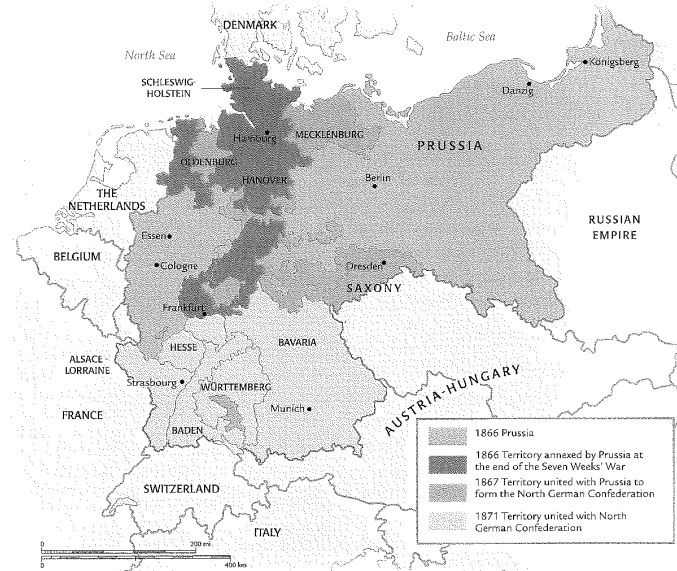 DENMARK
North Sea
Baltic Sea
SCHLESWIG-
HOLSTEIN
Königsberg
Danzig
Hamburg
MECKLENBURG
PRUSSIA
OLDENBURG
HANOVER
Berlin
THE
NETHERLANDS
RUSSIAN
EMPIRE
Essen
BELGIUM
Cologne
Dresden
SAXONY
Frankfurt
HESSE
BAVARIA
ALSACE-
LORRAINE
Strasbourg
WÜRTTEMBERG
AUSTRIA-HUNGARY
FRANCE
Munich
BADEN
1866 Prussia
1866 Territory annexed by Prussia at
the end of the Seven Weeks' War
1867 Territory united with Prussia to
form the North German Confederation
1871 Territory united with North
German Confederation
SWITZERLAND
ITALY
0 200 mi.
0 400 km